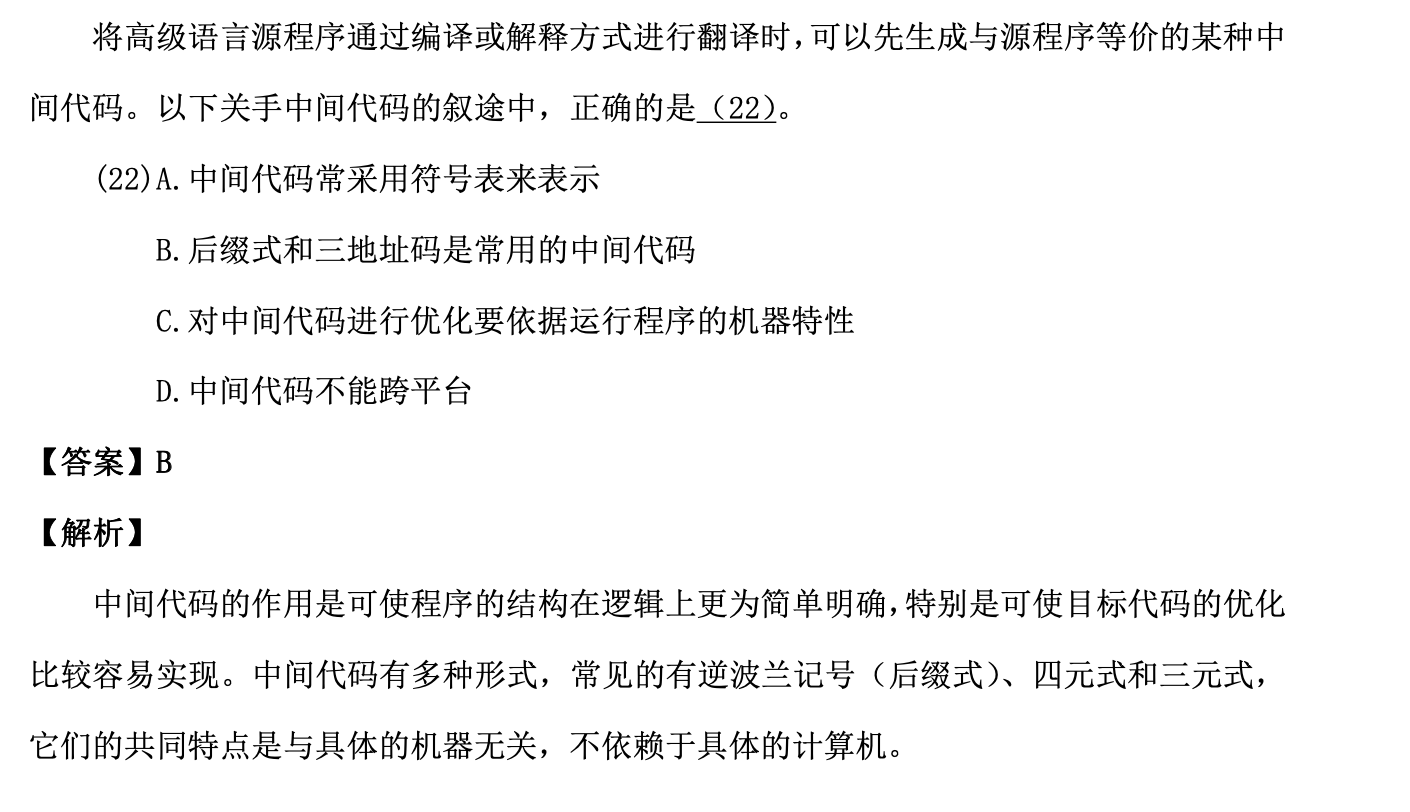 将高级语言源程序通过编译或解释方式进行翻译时,可以先生成与源程序等价的某种中
间代码。以下关手中间代码的叙途中，正确的是（22）。
(22)A.中间代码常采用符号表来表示
B.后缀式和三地址码是常用的中间代码
C.对中间代码进行优化要依据运行程序的机器特性
D.中间代码不能跨平台
【答案】B
【解析】
中间代码的作用是可使程序的结构在逻辑上更为简单明确,特别是可使目标代码的优化
比较容易实现。中间代码有多种形式，常见的有逆波兰记号（后缀式）、四元式和三元式，
它们的共同特点是与具体的机器无关，不依赖于具体的计算机。